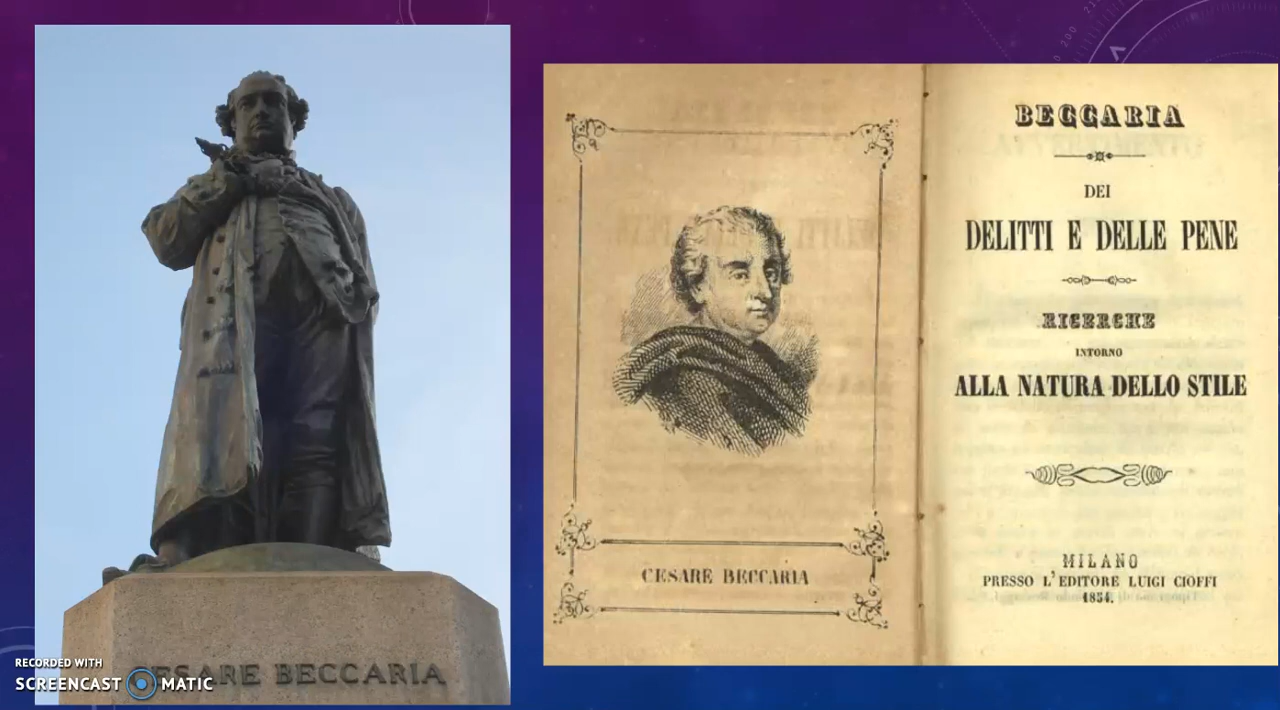 CESARE BECCARIA
RECORDED WITH
SCREENCAST MATIC
CESARE BECCARIA
BECCARIA
DEI
DELITTI E DELLE PENE
RICERCHE
INTORNO
ALLA NATURA DELLO STILE
MILANO
PRESSO L'EDITORE LUIGI CIOFFI
1854.